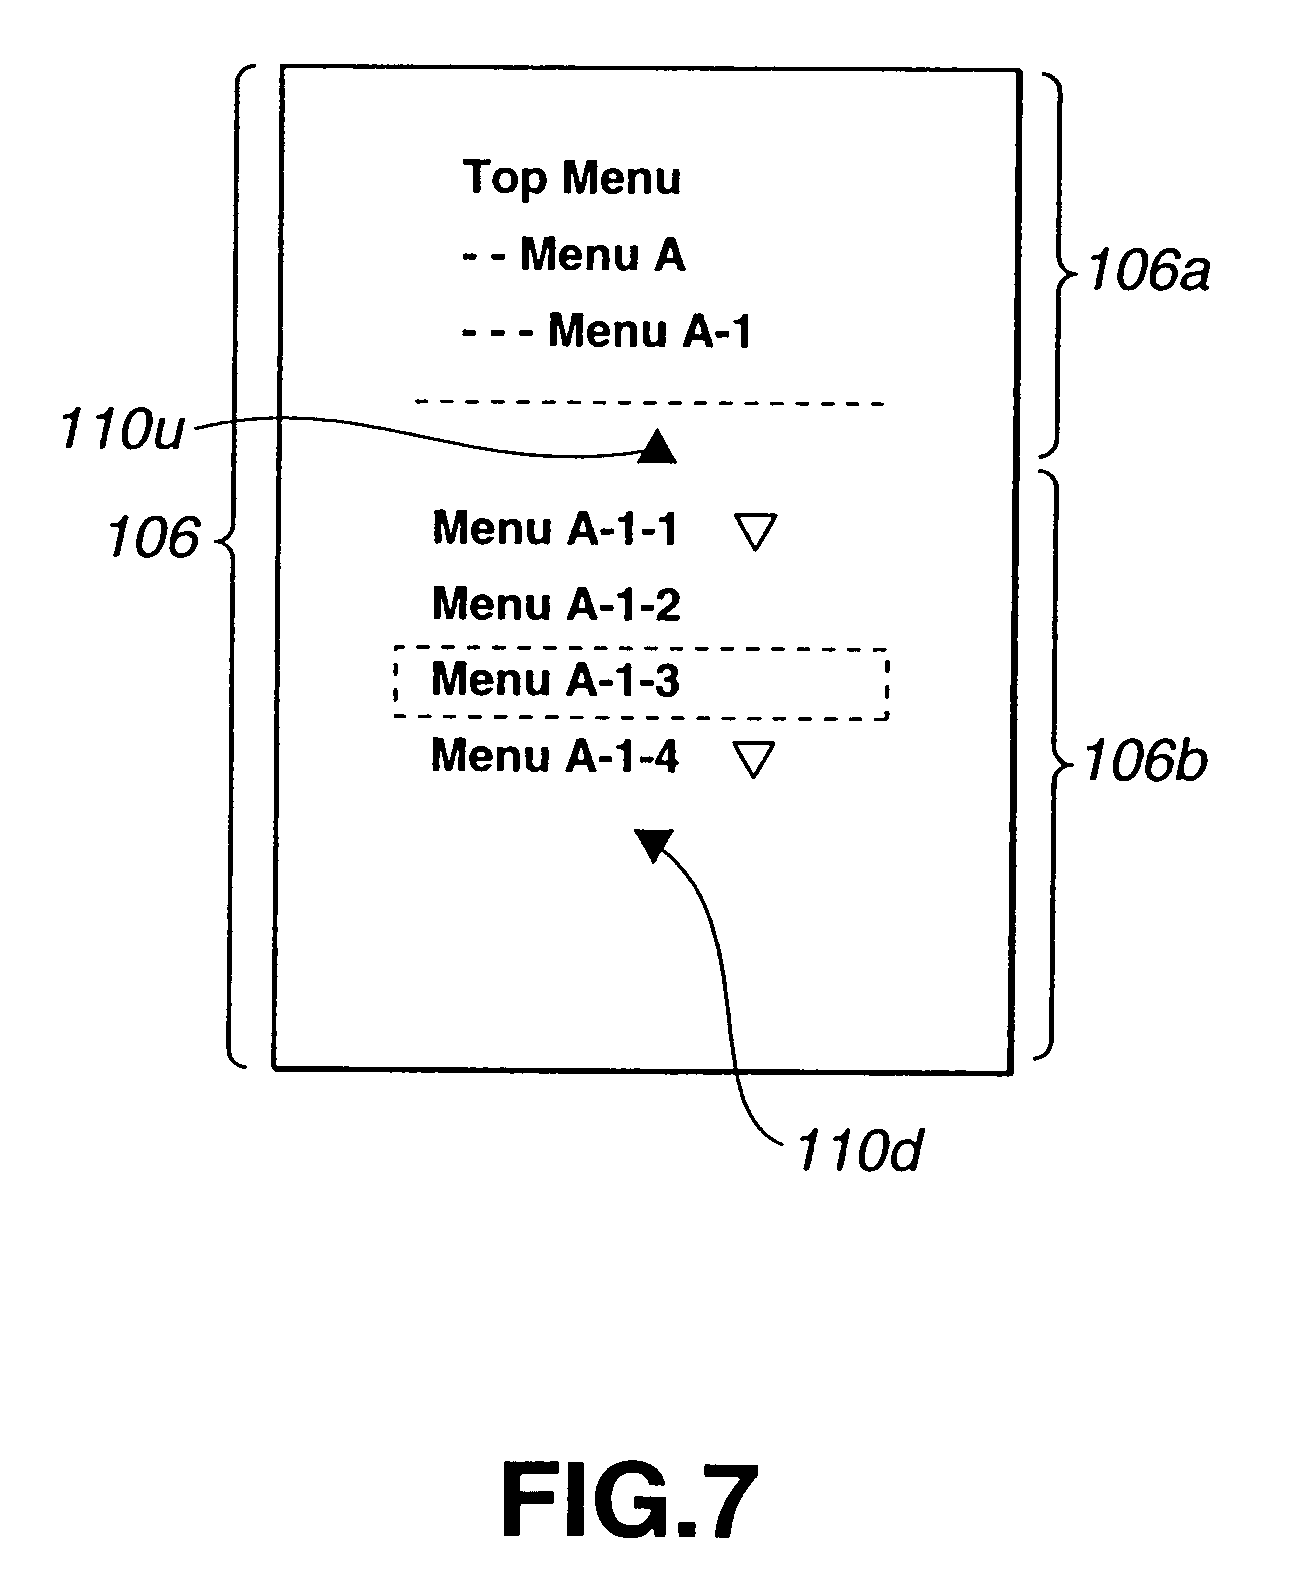 Top Menu
- - Menu A
- - - Menu A-1
106a
110u
Menu A-1-1
106
Menu A-1-2
Menu A-1-3
Menu A-1-4
106b
110d
FIG.7